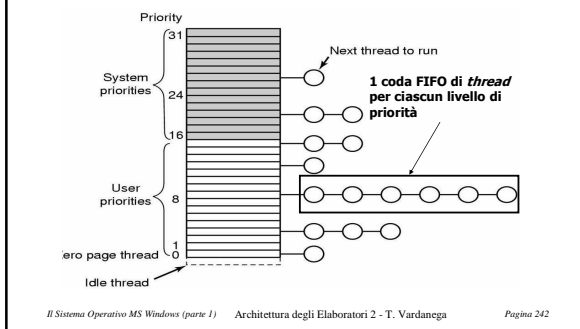 Priority
31
Next thread to run
System
priorities
1 coda FIFO di thread
per ciascun livello di
priorità
24
16
User
priorities
8
1
ero page thread
0
Idle thread
Il Sistema Operativo MS Windows (parte 1) Architettura degli Elaboratori 2 - T. Vardanega Pagina 242